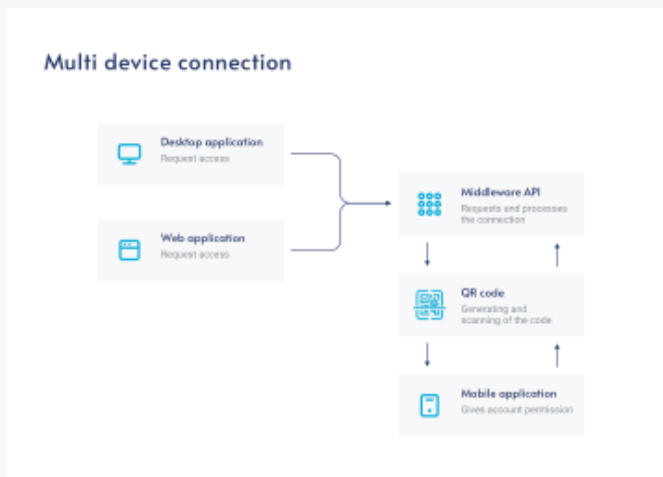 Multi device connection
Desktop application
Request access
Web application
Request access
Middleware API
Requests and processes
the connection
QR code
Generating and
scanning of the code
Mobile application
Gives account permission